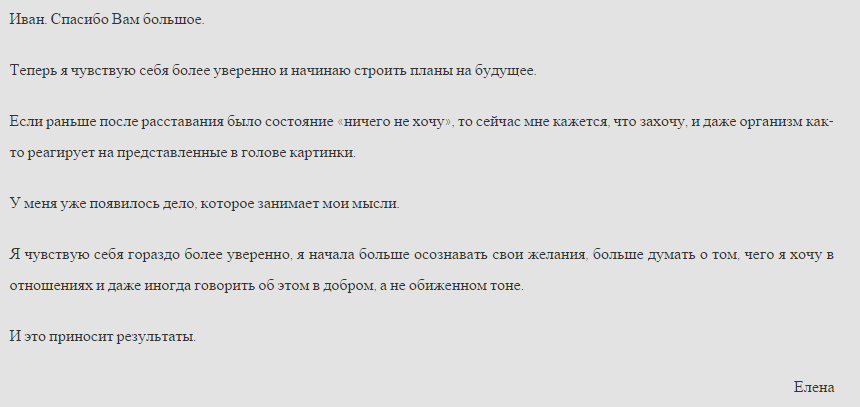 Иван. Спасибо Вам большое.
Теперь я чувствую себя более уверенно и начинаю строить планы на будущее.
Если раньше после расставания было состояние «ничего не хочу», то сейчас мне кажется, что захочу, и даже организм как-
то реагирует на представленные в голове картинки.
У меня уже появилось дело, которое занимает мои мысли.
Я чувствую себя гораздо более уверенно, я начала больше осознавать свои желания, больше думать о том, чего я хочу в
отношениях и даже иногда говорить об этом в добром, а не обиженном тоне.
И это приносит результаты.
Елена